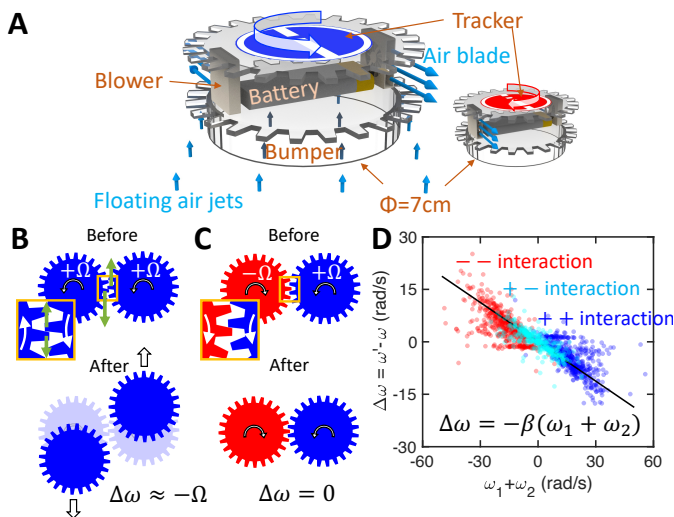 A
Tracker
Air blade
Blower
Battery
Bumper
Floating air jets
Φ=7cm
B
Before
+Ω
+Ω
After
Δω ≈ −Ω
C
Before
−Ω
+Ω
After
Δω = 0
D
− − interaction
+ − interaction
+ + interaction
Δω = −β(ω₁ + ω₂)
Δω = ω'- ω (rad/s)
30
15
0
-15
-30
-60
-30
0
30
60
ω₁+ω₂ (rad/s)